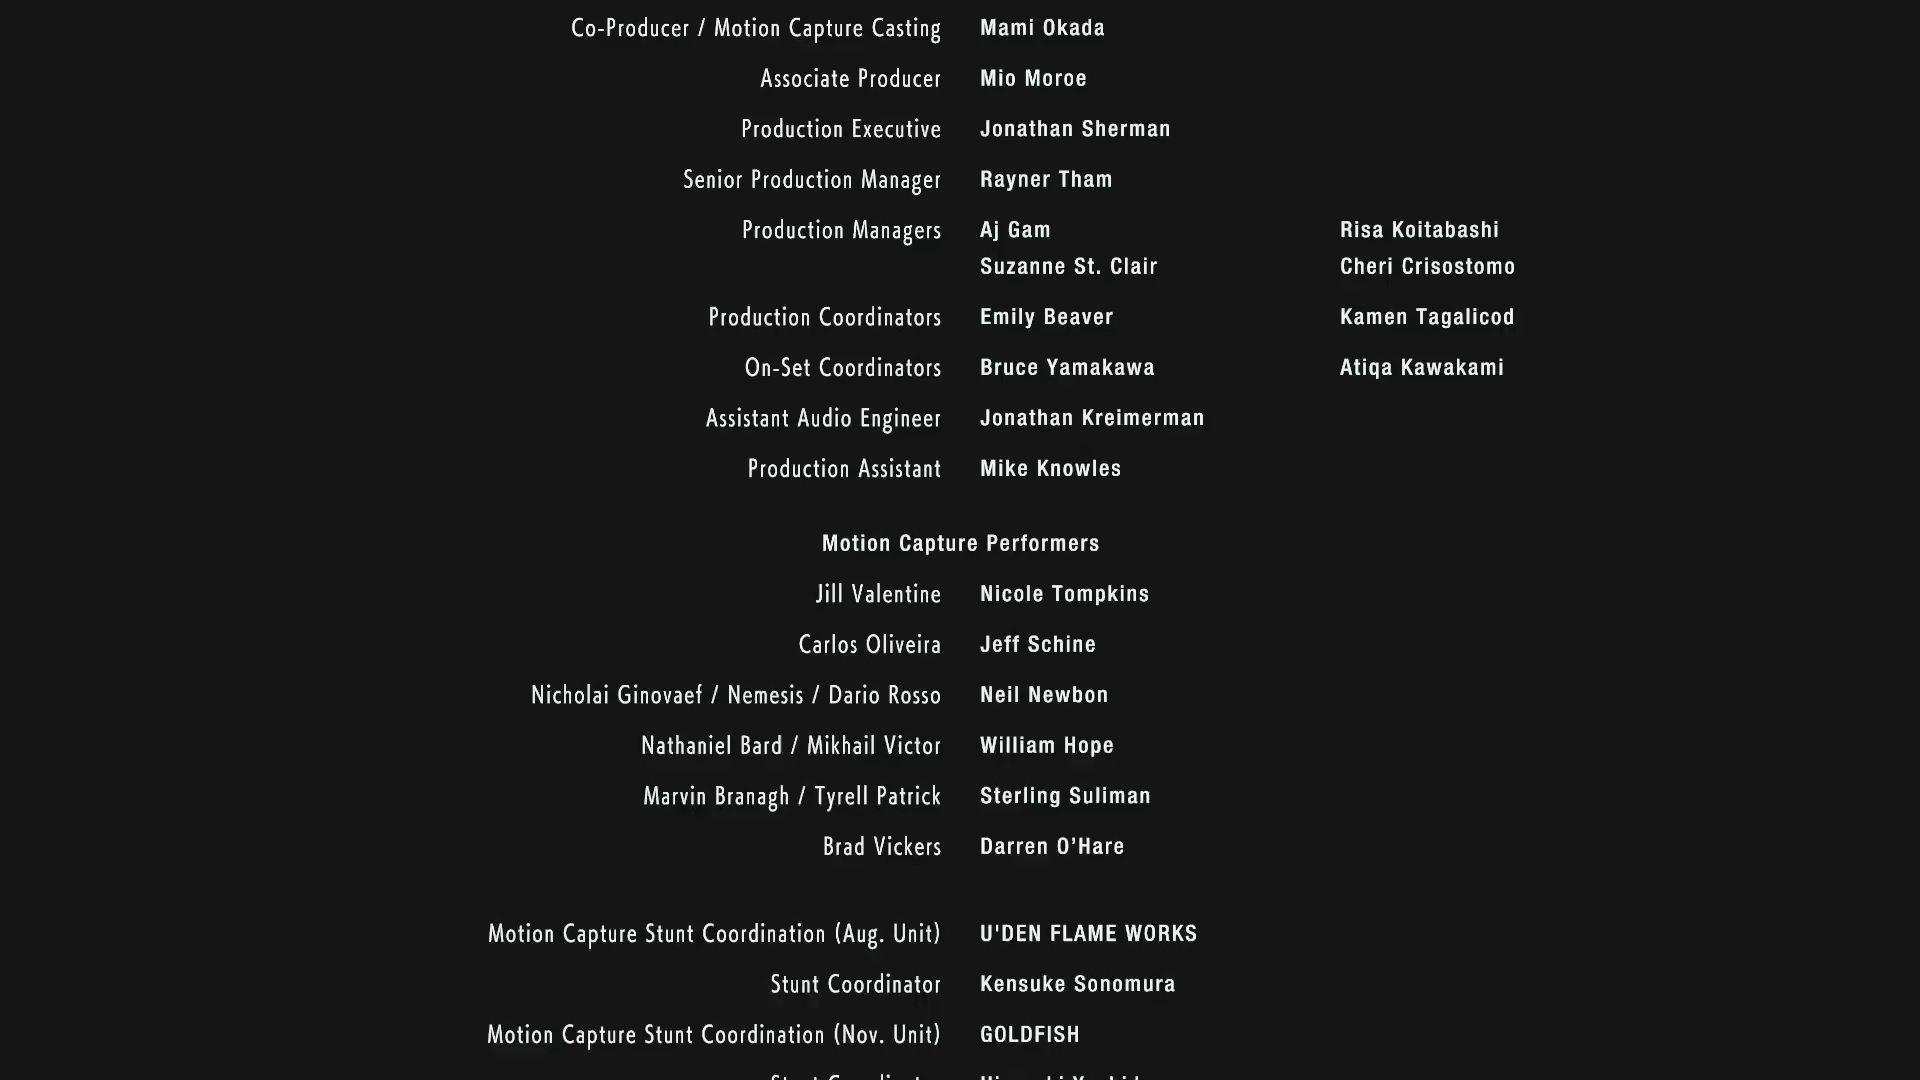 Co-Producer / Motion Capture Casting Mami Okada
Associate Producer Mio Moroe
Production Executive Jonathan Sherman
Senior Production Manager Rayner Tham
Production Managers Aj Gam Risa Koitabashi
Suzanne St. Clair Cheri Crisostomo
Production Coordinators Emily Beaver Kamen Tagalicod
On-Set Coordinators Bruce Yamakawa Atiqa Kawakami
Assistant Audio Engineer Jonathan Kreimerman
Production Assistant Mike Knowles
Motion Capture Performers
Jill Valentine Nicole Tompkins
Carlos Oliveira Jeff Schine
Nicholai Ginovaef / Nemesis / Dario Rosso Neil Newbon
Nathaniel Bard / Mikhail Victor William Hope
Marvin Branagh / Tyrell Patrick Sterling Suliman
Brad Vickers Darren O’Hare
Motion Capture Stunt Coordination (Aug. Unit) U'DEN FLAME WORKS
Stunt Coordinator Kensuke Sonomura
Motion Capture Stunt Coordination (Nov. Unit) GOLDFISH